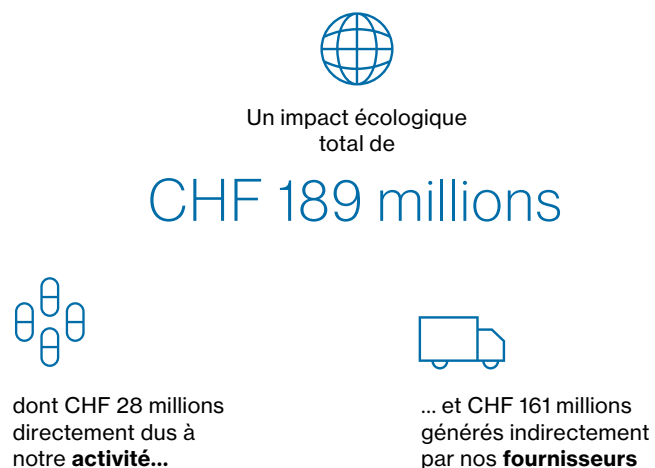 Un impact écologique
total de
CHF 189 millions
dont CHF 28 millions
directement dus à
notre activité...
... et CHF 161 millions
générés indirectement
par nos fournisseurs